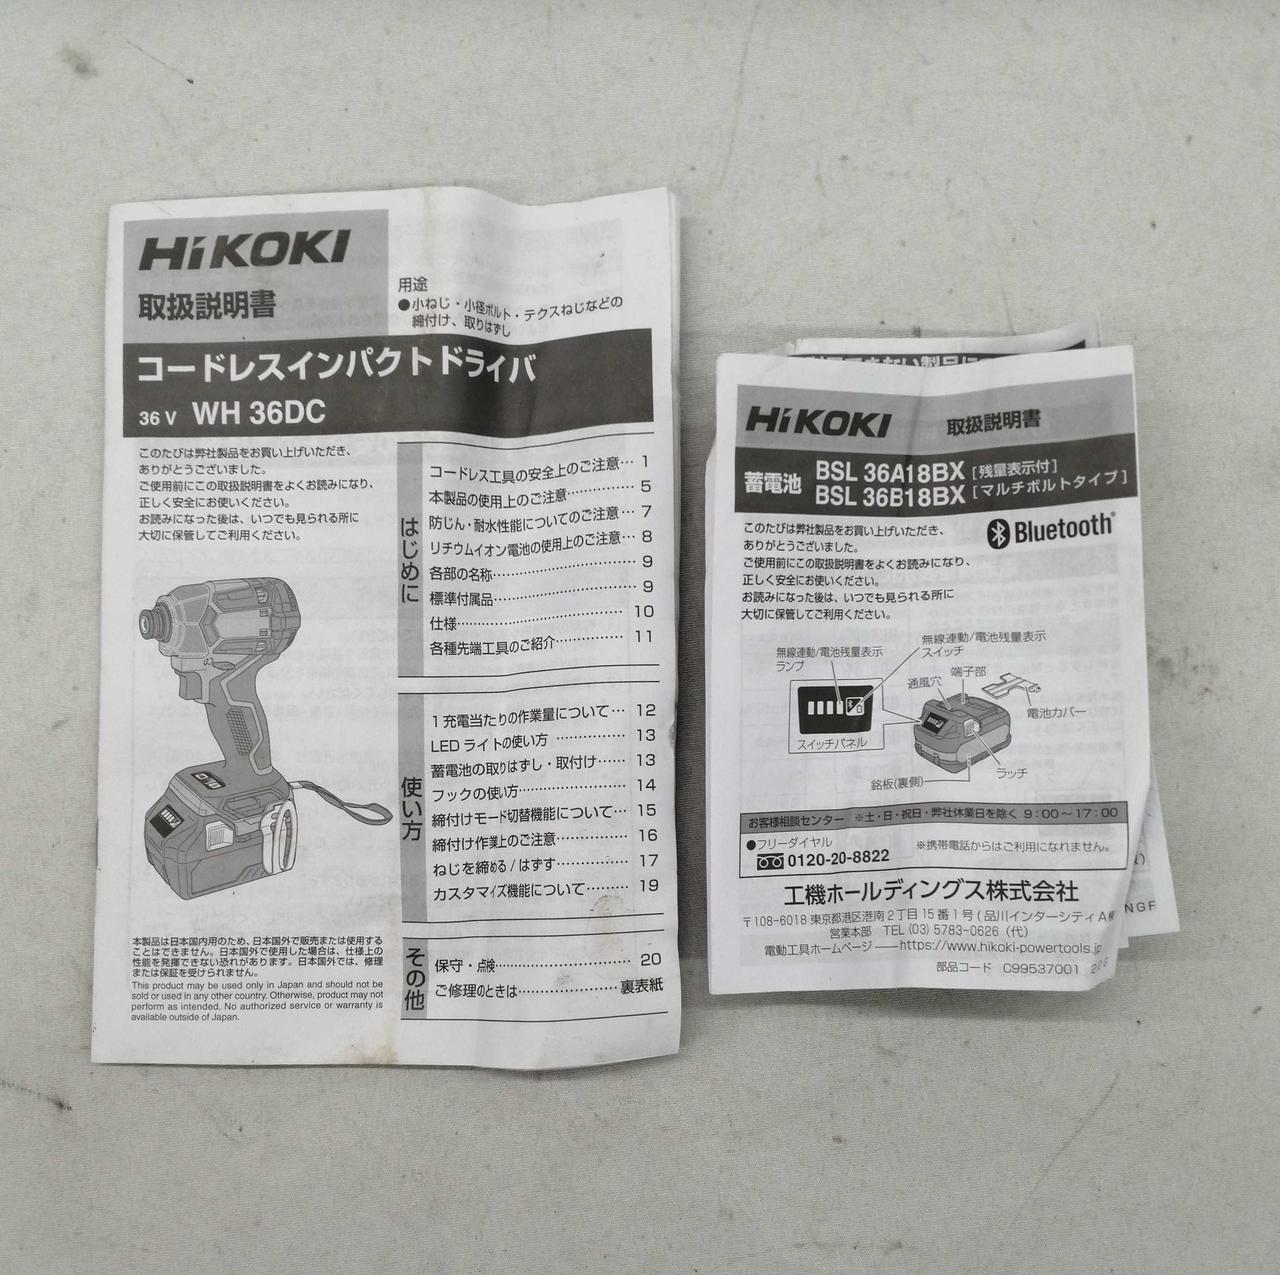 HiKOKI
取扱説明書
用途
●小ねじ・小径ボルト・テクスねじなどの
締付け、取りはずし
コードレスインパクトドライバ
36 V WH 36DC
このたびは弊社製品をお買い上げいただき、
ありがとうございました。
ご使用前にこの取扱説明書をよくお読みになり、
正しく安全にお使いください。
お読みになった後は、いつでも見られる所に
大切に保管してご利用ください。
はじめに
コードレス工具の安全上のご注意… 1
本製品の使用上のご注意…………… 5
防じん・耐水性能についてのご注意… 7
リチウムイオン電池の使用上のご注意… 8
各部の名称…………………………… 9
標準付属品…………………………… 9
仕様…………………………………… 10
各種先端工具のご紹介……………… 11
使い方
1充電当たりの作業量について… 12
LEDライトの使い方 …………… 13
蓄電池の取りはずし・取付け…… 13
フックの使い方…………………… 14
締付けモード切替機能について… 15
締付け作業上のご注意…………… 16
ねじを締める / はずす…………… 17
カスタマイズ機能について……… 19
その他
保守・点検………………………… 20
ご修理のときは…………………… 裏表紙
本製品は日本国内用のため、日本国外で販売または使用する
ことはできません。日本国外で使用した場合は、仕様上の
性能を発揮できない恐れがあります。日本国外では、修理
または保証を受けられません。
This product may be used only in Japan and should not be
sold or used in any other country. Otherwise, product may not
perform as intended. No authorized service or warranty is
available outside of Japan.
HiKOKI 取扱説明書
蓄電池
BSL 36A18BX [残量表示付]
BSL 36B18BX [マルチボルトタイプ]
このたびは弊社製品をお買い上げいただき、
ありがとうございました。
ご使用前にこの取扱説明書をよくお読みになり、
正しく安全にお使いください。
お読みになった後は、いつでも見られる所に
大切に保管してご利用ください。
Bluetooth®
無線連動/電池残量表示
スイッチ
無線連動/電池残量表示
ランプ
端子部
通風穴
電池カバー
スイッチパネル
ラッチ
銘板(裏側)
お客様相談センター ※土・日・祝日・弊社休業日を除く 9:00〜17:00
●フリーダイヤル
0120-20-8822
※携帯電話からはご利用になれません。
工機ホールディングス株式会社
〒108-6018 東京都港区港南2丁目15番1号(品川インターシティA棟)
営業本部 TEL (03) 5783-0626 (代)
電動工具ホームページ――https://www.hikoki-powertools.jp
部品コード C99537001
NGF